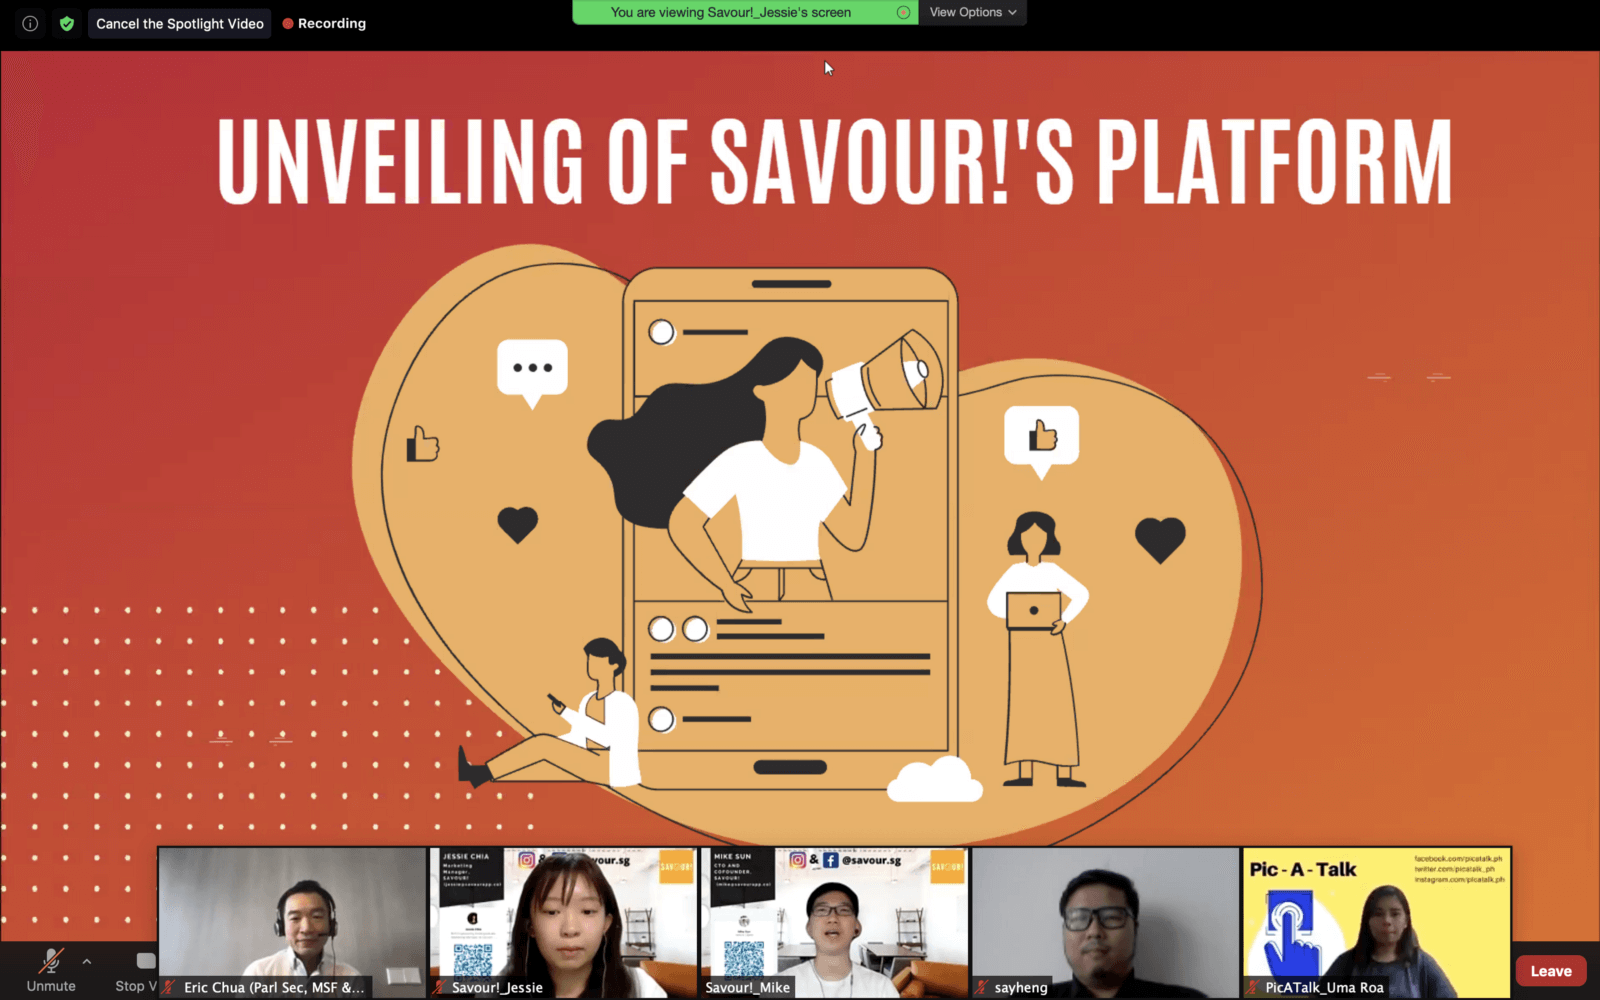 Cancel the Spotlight Video
Recording
You are viewing Savour!_Jessie's screen
View Options
UNVEILING OF SAVOUR!'S PLATFORM
JESSIE CHIA
Marketing
Manager,
SAVOUR!
&
vour.sg
SAVOUR!
MIKE SUN
CTO AND
COFOUNDER,
SAVOUR!
& @savour.sg
SAVOUR!
Pic - A - Talk
facebook.com/picatalk.ph
twitter.com/picatalk_ph
instagram.com/picatalk.ph
Unmute
Stop V
Eric Chua (Parl Sec, MSF &...
Savour!_Jessie
Savour!_Mike
sayheng
PicATalk_Uma Roa
Leave